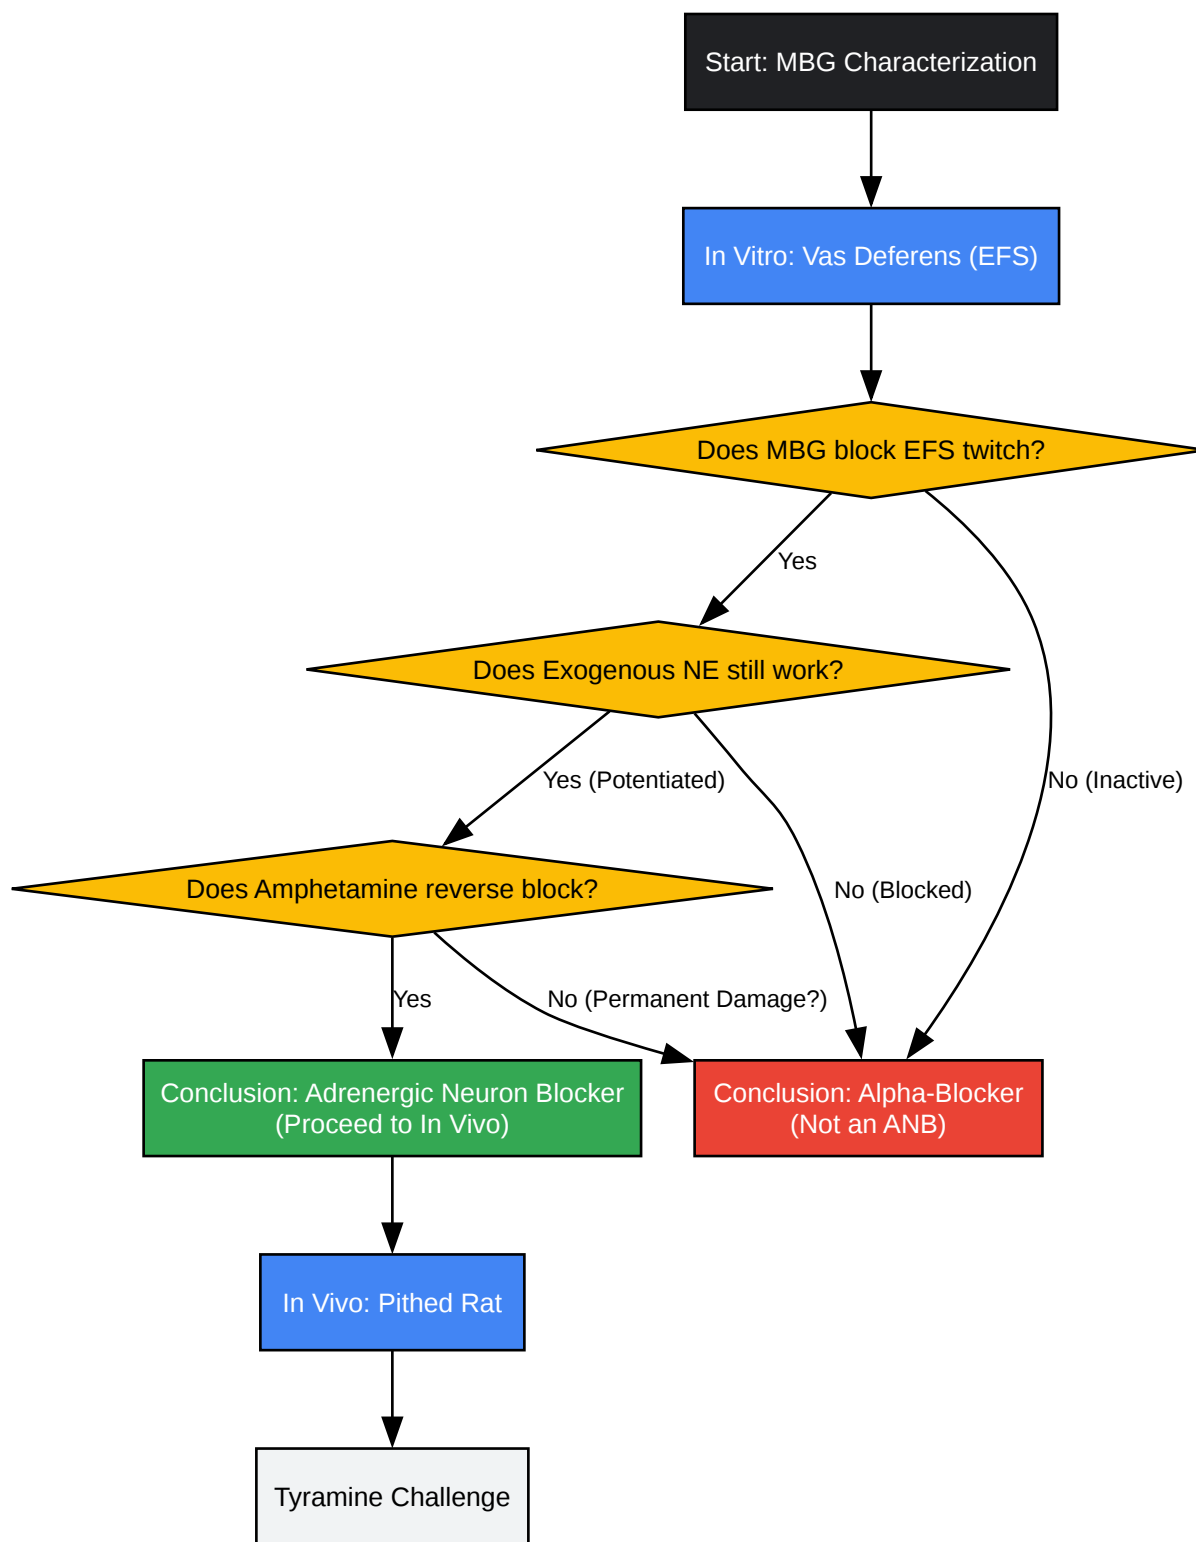 Start: MBG Characterization
In Vitro: Vas Deferens (EFS)
Does MBG block EFS twitch?
Yes
Does Exogenous NE still work?
Yes (Potentiated)
No (Inactive)
Does Amphetamine reverse block?
No (Blocked)
Yes
No (Permanent Damage?)
Conclusion: Adrenergic Neuron Blocker
(Proceed to In Vivo)
Conclusion: Alpha-Blocker
(Not an ANB)
In Vivo: Pithed Rat
Tyramine Challenge